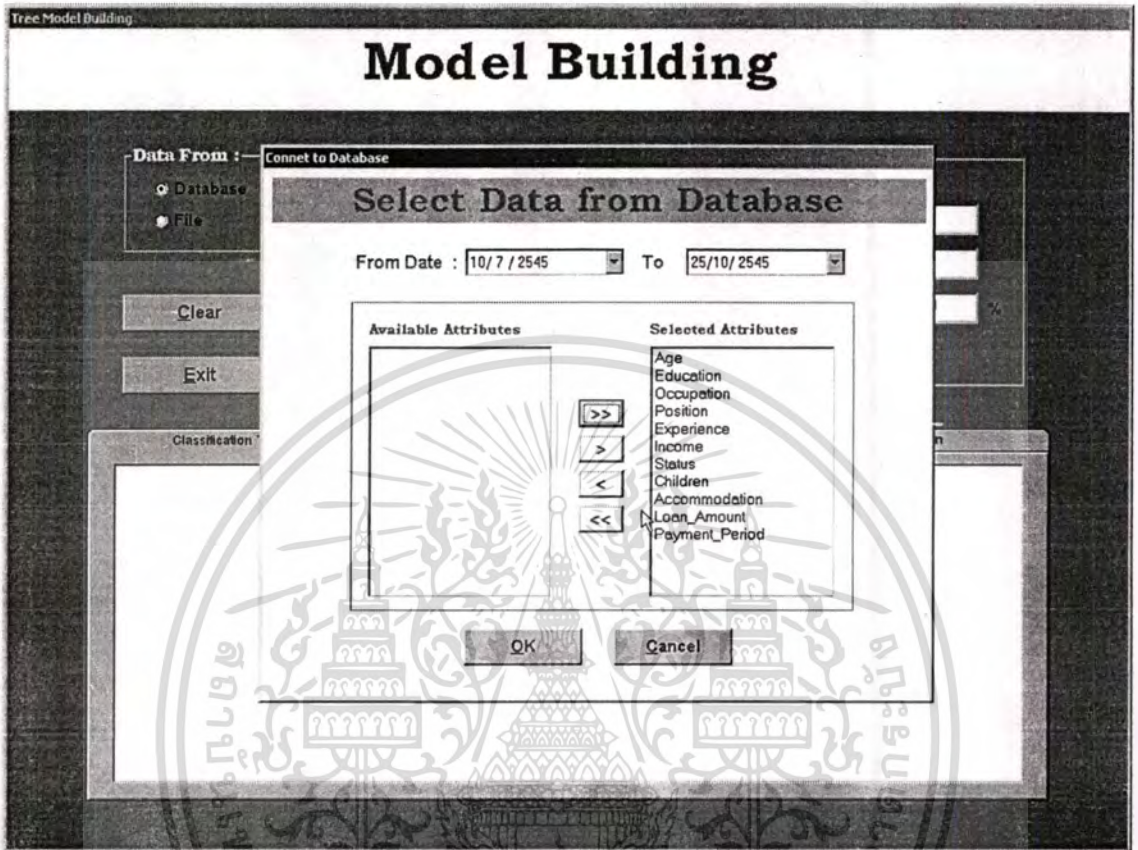 Tree Model Building
Model Building
Data From :
Database
File
Clear
Exit
Classification
%
n
Connet to Database
Select Data from Database
From Date : 10/ 7 / 2545 To 25/10/ 2545
Available Attributes
Selected Attributes
Age
Education
Occupation
Position
Experience
Income
Status
Children
Accommodation
Loan_Amount
Payment_Period
>>
>
<
<<
OK
Cancel